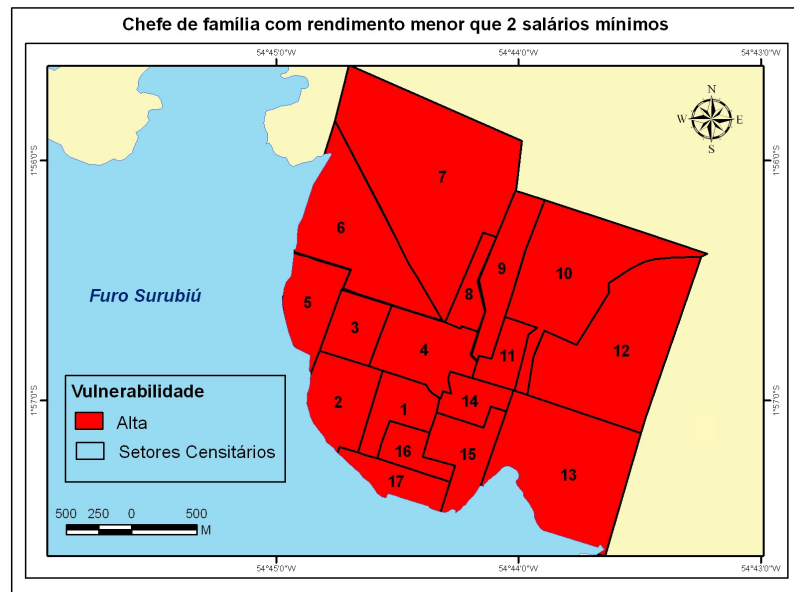 Chefe de família com rendimento menor que 2 salários mínimos
54°45'0"W
54°44'0"W
54°43'0"W
N
W
E
S
1°56'0"S
1°56'0"S
7
6
9
10
8
5
Furo Surubiú
3
4
11
12
Vulnerabilidade
Alta
Setores Censitários
2
1
14
1°57'0"S
1°57'0"S
16
15
13
17
500 250 0 500
M
54°45'0"W
54°44'0"W
54°43'0"W